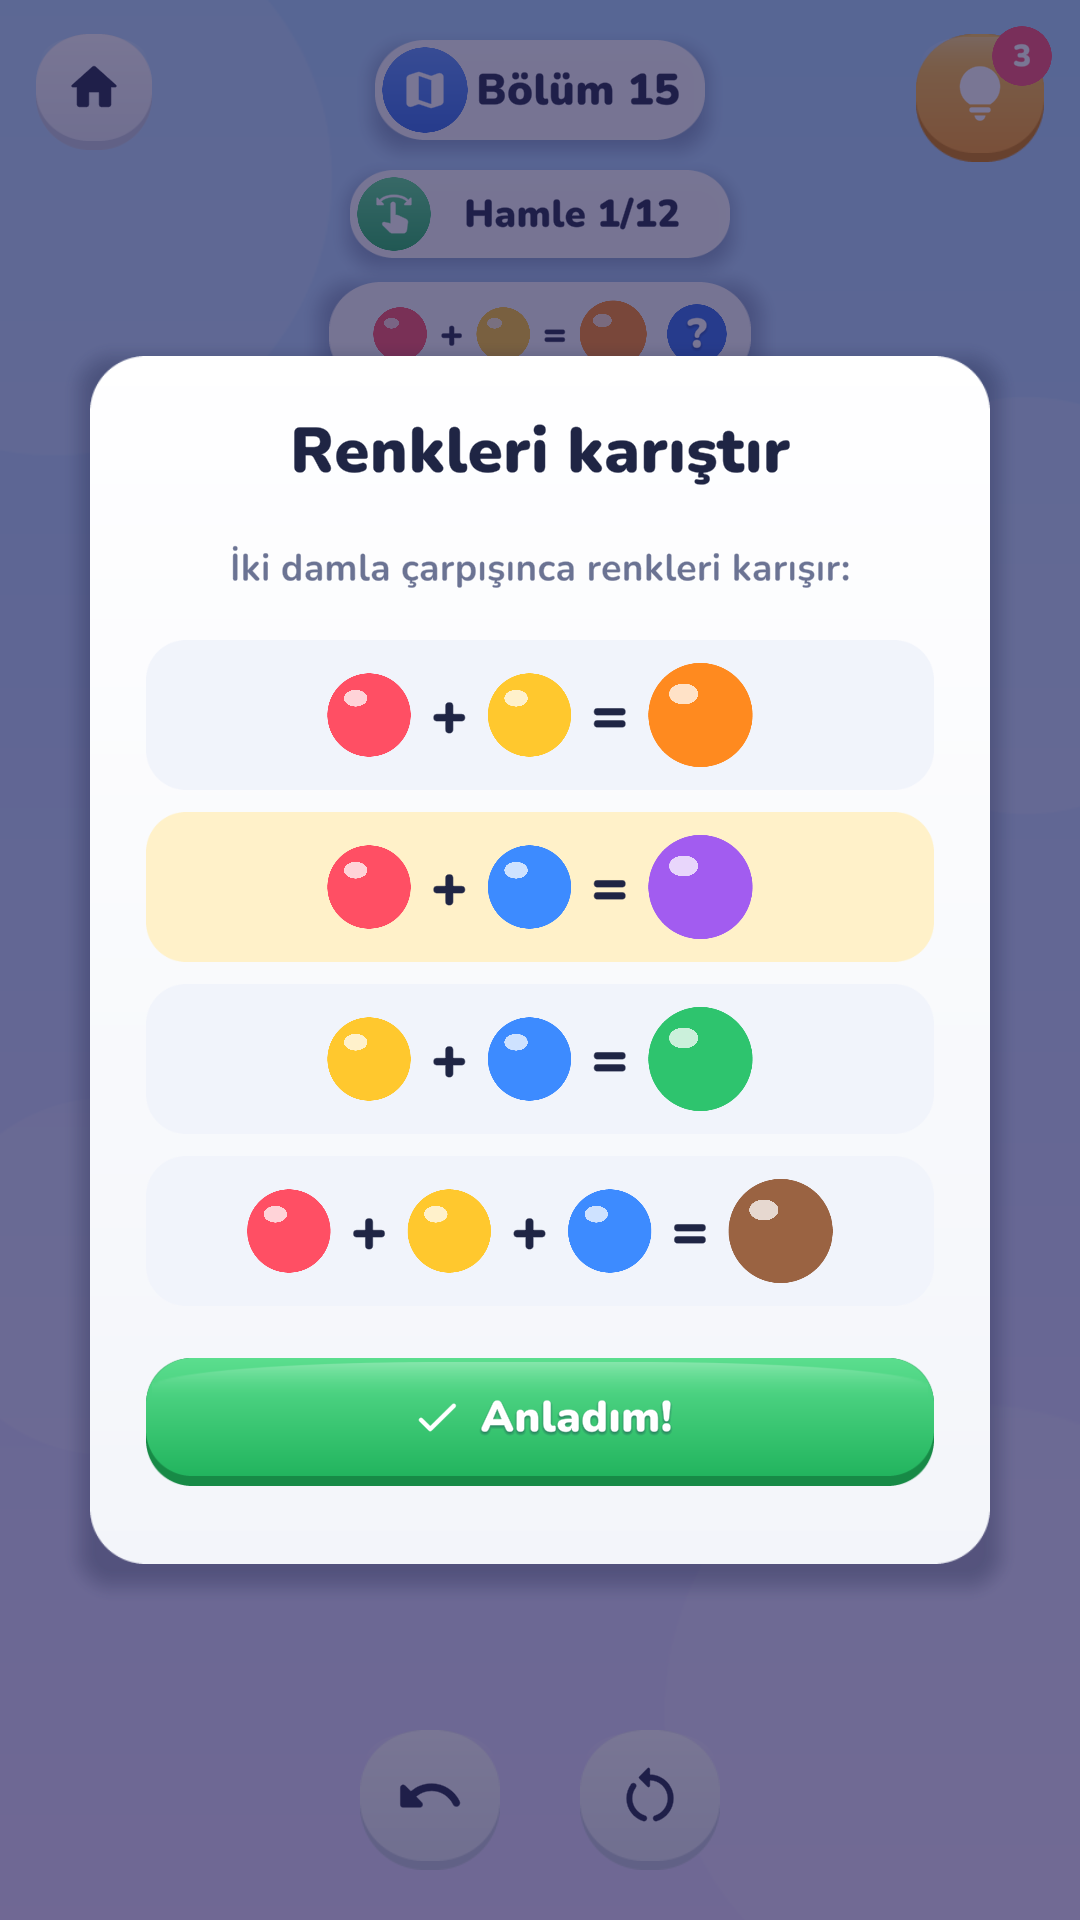 Bölüm 15
3
Hamle 1/12
+ = ?
Renkleri karıştır
İki damla çarpışınca renkleri karışır:
+ =
+ =
+ =
+ + =
Anladım!